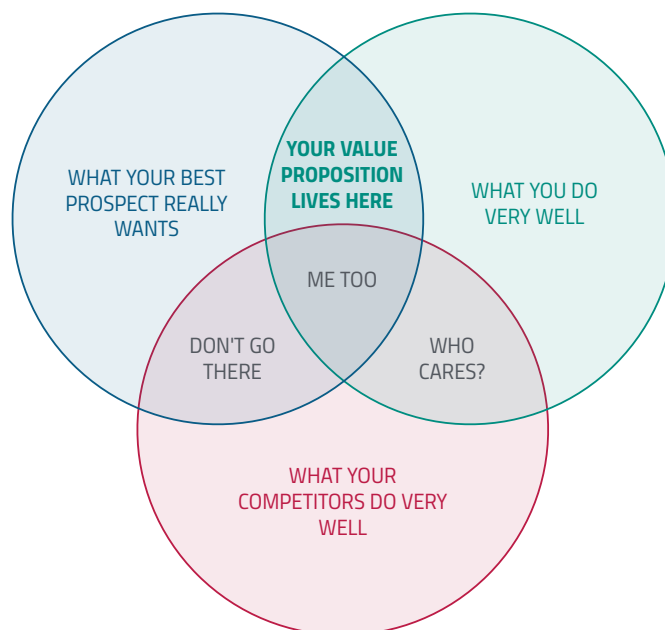 YOUR VALUE
PROPOSITION
LIVES HERE
WHAT YOUR BEST
PROSPECT REALLY
WANTS
WHAT YOU DO
VERY WELL
ME TOO
DON'T GO
THERE
WHO
CARES?
WHAT YOUR
COMPETITORS DO VERY
WELL